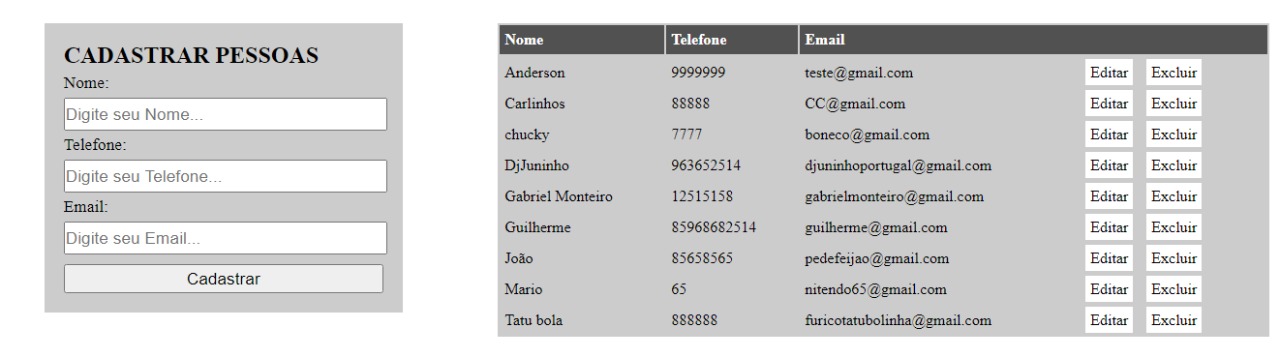 CADASTRAR PESSOAS
Nome:
Digite seu Nome...
Telefone:
Digite seu Telefone...
Email:
Digite seu Email...
Cadastrar
Nome Telefone Email
Anderson 9999999 teste@gmail.com Editar Excluir
Carlinhos 88888 CC@gmail.com Editar Excluir
chucky 7777 boneco@gmail.com Editar Excluir
DjJuninho 963652514 djuninhoportugal@gmail.com Editar Excluir
Gabriel Monteiro 12515158 gabrielmonteiro@gmail.com Editar Excluir
Guilherme 85968682514 guilherme@gmail.com Editar Excluir
João 85658565 pedefeijao@gmail.com Editar Excluir
Mario 65 nitendo65@gmail.com Editar Excluir
Tatu bola 888888 furicotatubolinha@gmail.com Editar Excluir